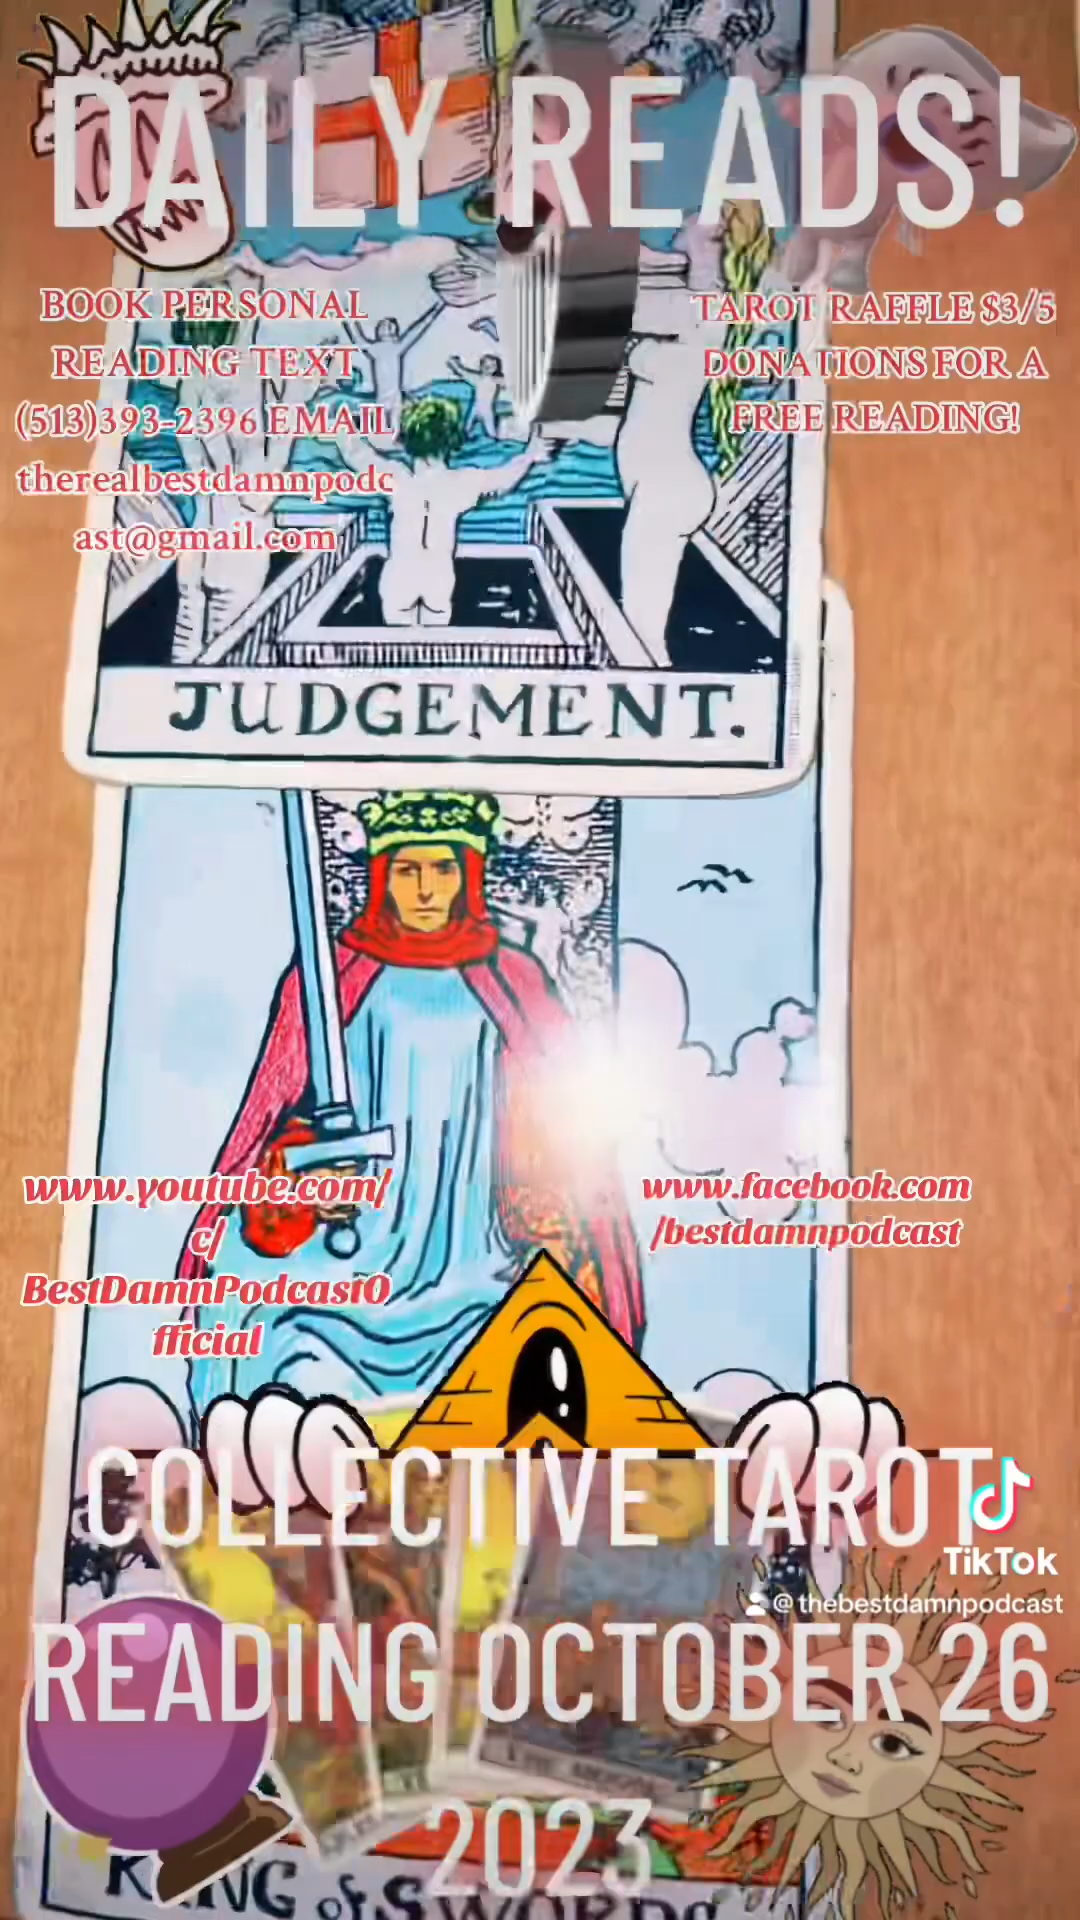 DAILY READS!
BOOK PERSONAL
READING TEXT
(513)393-2396 EMAIL
therealbestdamnpodc
ast@gmail.com
TAROT RAFFLE $3/5
DONATIONS FOR A
FREE READING!
JUDGEMENT.
www.youtube.com/
c/
BestDamnPodcastO
fficial
www.facebook.com
/bestdamnpodcast
COLLECTIVE TAROT
TikTok
@thebestdamnpodcast
READING OCTOBER 26
2023
KING of SWORDS